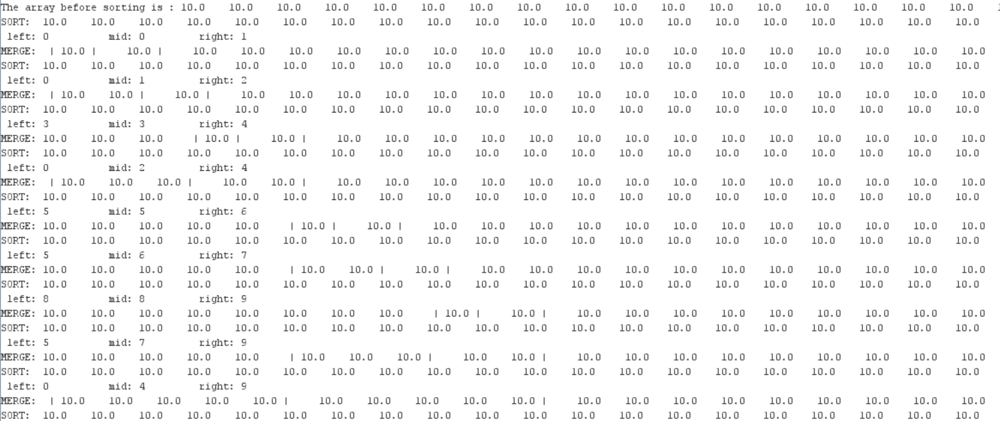 The array before sorting is : 10.0 10.0 10.0 10.0 10.0 10.0 10.0 10.0 10.0 10.0 10.0 10.0 10.0 10.0 10.0 10.0 10.0
SORT: 10.0 10.0 10.0 10.0 10.0 10.0 10.0 10.0 10.0 10.0 10.0 10.0 10.0 10.0 10.0 10.0 10.0 10.0 10.0 10.0
left: 0 mid: 0 right: 1
MERGE: | 10.0 | 10.0 | 10.0 10.0 10.0 10.0 10.0 10.0 10.0 10.0 10.0 10.0 10.0 10.0 10.0 10.0 10.0 10.0 10.0
SORT: 10.0 10.0 10.0 10.0 10.0 10.0 10.0 10.0 10.0 10.0 10.0 10.0 10.0 10.0 10.0 10.0 10.0 10.0 10.0 10.0
left: 0 mid: 1 right: 2
MERGE: | 10.0 10.0 | 10.0 | 10.0 10.0 10.0 10.0 10.0 10.0 10.0 10.0 10.0 10.0 10.0 10.0 10.0 10.0 10.0 10.0
SORT: 10.0 10.0 10.0 10.0 10.0 10.0 10.0 10.0 10.0 10.0 10.0 10.0 10.0 10.0 10.0 10.0 10.0 10.0 10.0 10.0
left: 3 mid: 3 right: 4
MERGE: 10.0 10.0 10.0 | 10.0 | 10.0 | 10.0 10.0 10.0 10.0 10.0 10.0 10.0 10.0 10.0 10.0 10.0 10.0 10.0 10.0
SORT: 10.0 10.0 10.0 10.0 10.0 10.0 10.0 10.0 10.0 10.0 10.0 10.0 10.0 10.0 10.0 10.0 10.0 10.0 10.0 10.0
left: 0 mid: 2 right: 4
MERGE: | 10.0 10.0 10.0 | 10.0 10.0 | 10.0 10.0 10.0 10.0 10.0 10.0 10.0 10.0 10.0 10.0 10.0 10.0 10.0 10.0
SORT: 10.0 10.0 10.0 10.0 10.0 10.0 10.0 10.0 10.0 10.0 10.0 10.0 10.0 10.0 10.0 10.0 10.0 10.0 10.0 10.0
left: 5 mid: 5 right: 6
MERGE: 10.0 10.0 10.0 10.0 10.0 | 10.0 | 10.0 | 10.0 10.0 10.0 10.0 10.0 10.0 10.0 10.0 10.0 10.0 10.0 10.0
SORT: 10.0 10.0 10.0 10.0 10.0 10.0 10.0 10.0 10.0 10.0 10.0 10.0 10.0 10.0 10.0 10.0 10.0 10.0 10.0 10.0
left: 5 mid: 6 right: 7
MERGE: 10.0 10.0 10.0 10.0 10.0 | 10.0 10.0 | 10.0 | 10.0 10.0 10.0 10.0 10.0 10.0 10.0 10.0 10.0 10.0 10.0
SORT: 10.0 10.0 10.0 10.0 10.0 10.0 10.0 10.0 10.0 10.0 10.0 10.0 10.0 10.0 10.0 10.0 10.0 10.0 10.0 10.0
left: 8 mid: 8 right: 9
MERGE: 10.0 10.0 10.0 10.0 10.0 10.0 10.0 10.0 | 10.0 | 10.0 | 10.0 10.0 10.0 10.0 10.0 10.0 10.0 10.0 10.0
SORT: 10.0 10.0 10.0 10.0 10.0 10.0 10.0 10.0 10.0 10.0 10.0 10.0 10.0 10.0 10.0 10.0 10.0 10.0 10.0 10.0
left: 5 mid: 7 right: 9
MERGE: 10.0 10.0 10.0 10.0 10.0 | 10.0 10.0 10.0 | 10.0 10.0 | 10.0 10.0 10.0 10.0 10.0 10.0 10.0 10.0 10.0
SORT: 10.0 10.0 10.0 10.0 10.0 10.0 10.0 10.0 10.0 10.0 10.0 10.0 10.0 10.0 10.0 10.0 10.0 10.0 10.0 10.0
left: 0 mid: 4 right: 9
MERGE: | 10.0 10.0 10.0 10.0 10.0 | 10.0 10.0 10.0 10.0 10.0 | 10.0 10.0 10.0 10.0 10.0 10.0 10.0 10.0 10.0
SORT: 10.0 10.0 10.0 10.0 10.0 10.0 10.0 10.0 10.0 10.0 10.0 10.0 10.0 10.0 10.0 10.0 10.0 10.0 10.0 10.0